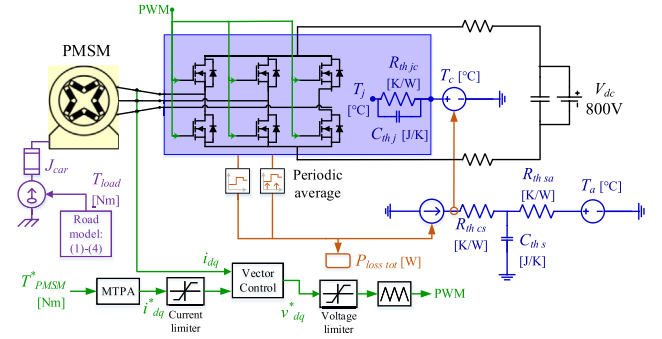 PWM
PMSM
R th jc
[K/W]
T j
[°C]
T c [°C]
C th j [J/K]
V dc
800V
J car
T load
[Nm]
Road
model:
(1)-(4)
Periodic
average
R th sa
[K/W]
T a [°C]
R th cs
[K/W]
C th s
[J/K]
P loss tot [W]
T* PMSM
[Nm]
MTPA
i* dq
Current
limiter
i dq
Vector
Control
v* dq
Voltage
limiter
PWM